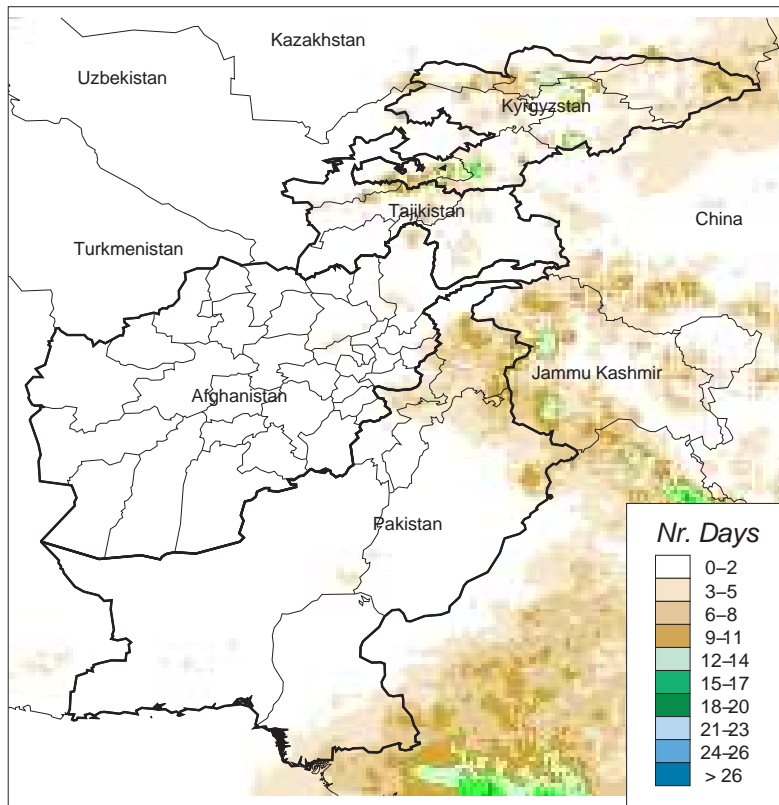 Kazakhstan
Uzbekistan
Kyrgyzstan
Tajikistan
China
Turkmenistan
Jammu Kashmir
Afghanistan
Pakistan
Nr. Days
0–2
3–5
6–8
9–11
12–14
15–17
18–20
21–23
24–26
> 26